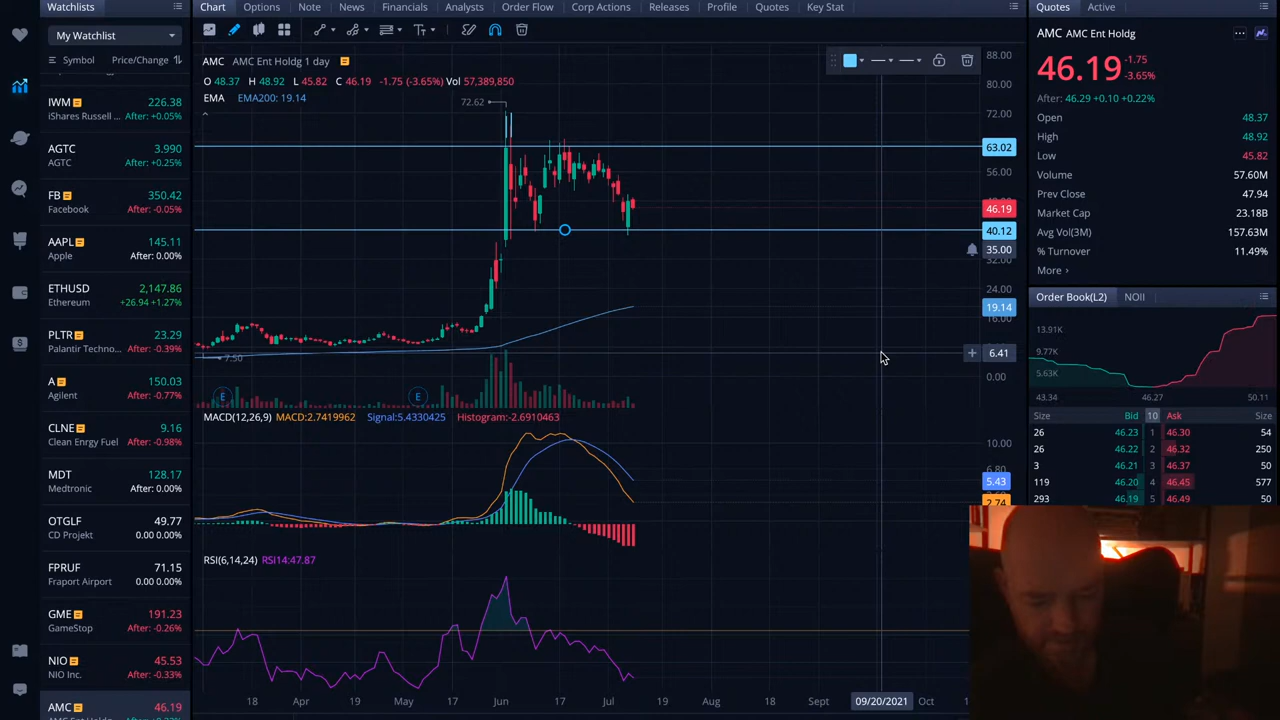 Watchlists
My Watchlist
Symbol Price/Change
IWM 226.38
iShares Russell ... After: +0.05%
AGTC 3.990
AGTC After: +0.25%
FB 350.42
Facebook After: -0.05%
AAPL 145.11
Apple After: 0.00%
ETHUSD 2,147.86
Ethereum +26.94 +1.27%
PLTR 23.29
Palantir Techno... After: -0.39%
A 150.03
Agilent After: -0.77%
CLNE 9.16
Clean Enrgy Fuel After: -0.98%
MDT 128.17
Medtronic After: 0.00%
OTGLF 49.77
CD Projekt 0.00 0.00%
FPRUF 71.15
Fraport Airport 0.00 0.00%
GME 191.23
GameStop After: -0.26%
NIO 45.53
NIO Inc. After: -0.33%
AMC 46.19
Chart Options Note News Financials Analysts Order Flow Corp Actions Releases Profile Quotes Key Stat
AMC AMC Ent Holdg 1 day
O 48.37 H 48.92 L 45.82 C 46.19 -1.75 (-3.65%) Vol 57,389,850
EMA EMA200: 19.14
72.62
7.50
E E
88.00
80.00
72.00
63.02
56.00
46.19
40.12
35.00
32.00
24.00
19.14
16.00
6.41
0.00
MACD(12,26,9) MACD:2.7419962 Signal:5.4330425 Histogram:-2.6910463
10.00
6.80
5.43
2.74
RSI(6,14,24) RSI14:47.87
18 Apr 19 May 17 Jun 17 Jul 19 Aug 18 Sept 09/20/2021 Oct
Quotes Active
AMC AMC Ent Holdg
46.19 -1.75
-3.65%
After: 46.29 +0.10 +0.22%
Open 48.37
High 48.92
Low 45.82
Volume 57.60M
Prev Close 47.94
Market Cap 23.18B
Avg Vol(3M) 157.63M
% Turnover 11.49%
More
Order Book(L2) NOII
13.91K
9.77K
5.63K
43.34 46.27 50.11
Size Bid 10 Ask Size
26 46.23 1 46.30 54
26 46.22 2 46.32 250
3 46.21 3 46.37 50
119 46.20 4 46.45 577
293 46.19 5 46.49 50